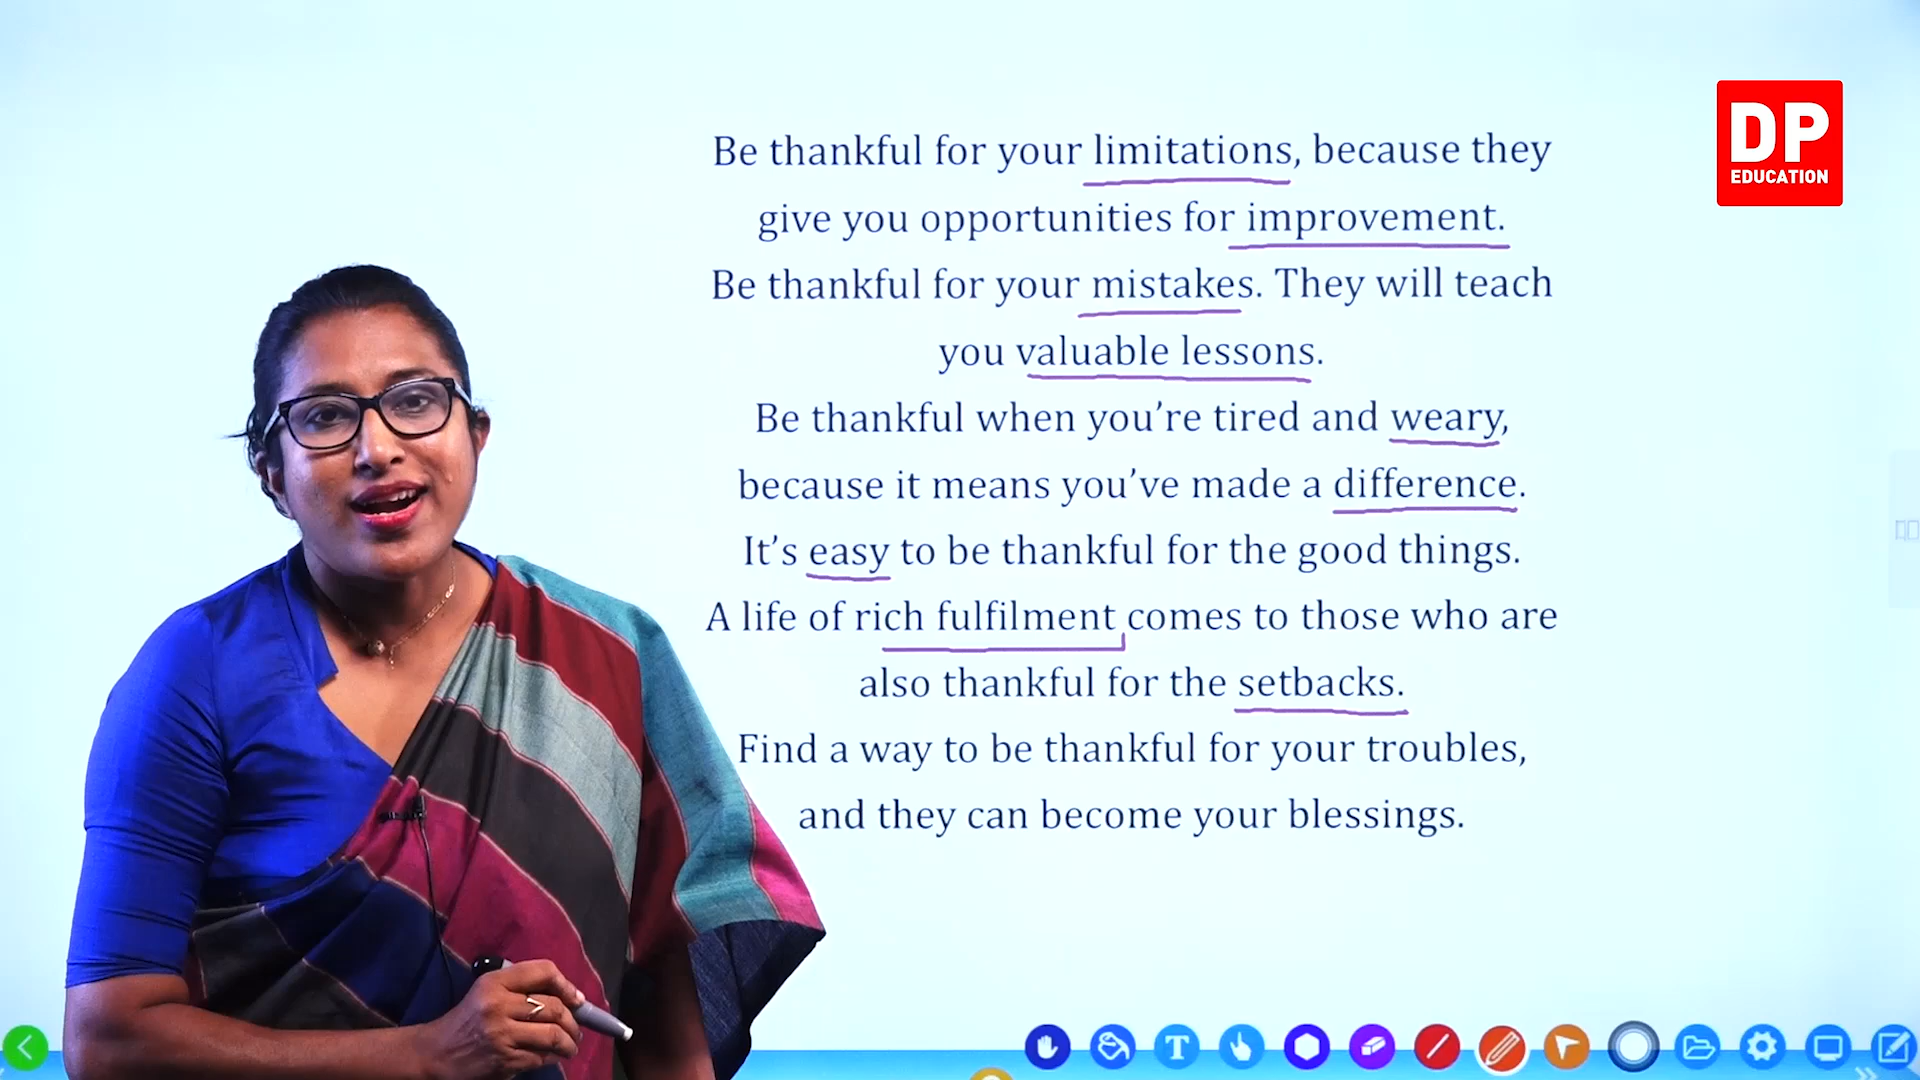 Be thankful for your limitations, because they
give you opportunities for improvement.
Be thankful for your mistakes. They will teach
you valuable lessons.
Be thankful when you’re tired and weary,
because it means you’ve made a difference.
It’s easy to be thankful for the good things.
A life of rich fulfilment comes to those who are
also thankful for the setbacks.
Find a way to be thankful for your troubles,
and they can become your blessings.
DP
EDUCATION
T